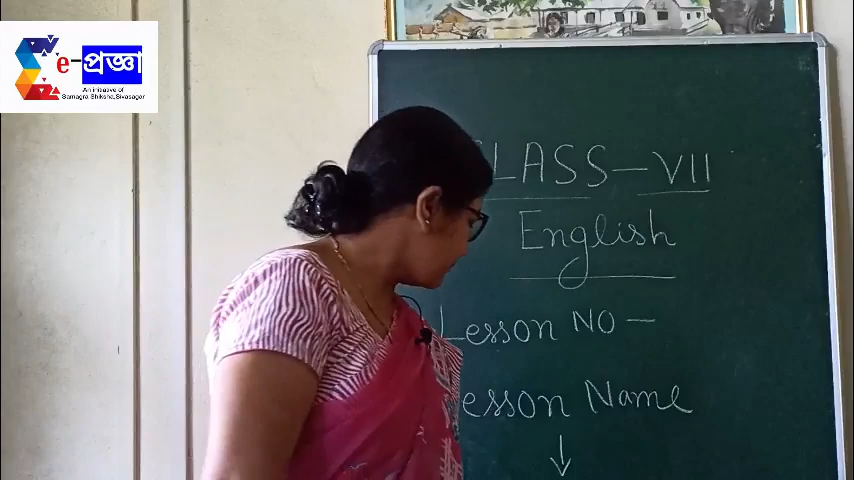 e-প্ৰজ্ঞা
An initiative of
Samagra Shiksha,Sivasagar
CLASS - VII
English
Lesson No -
Lesson Name